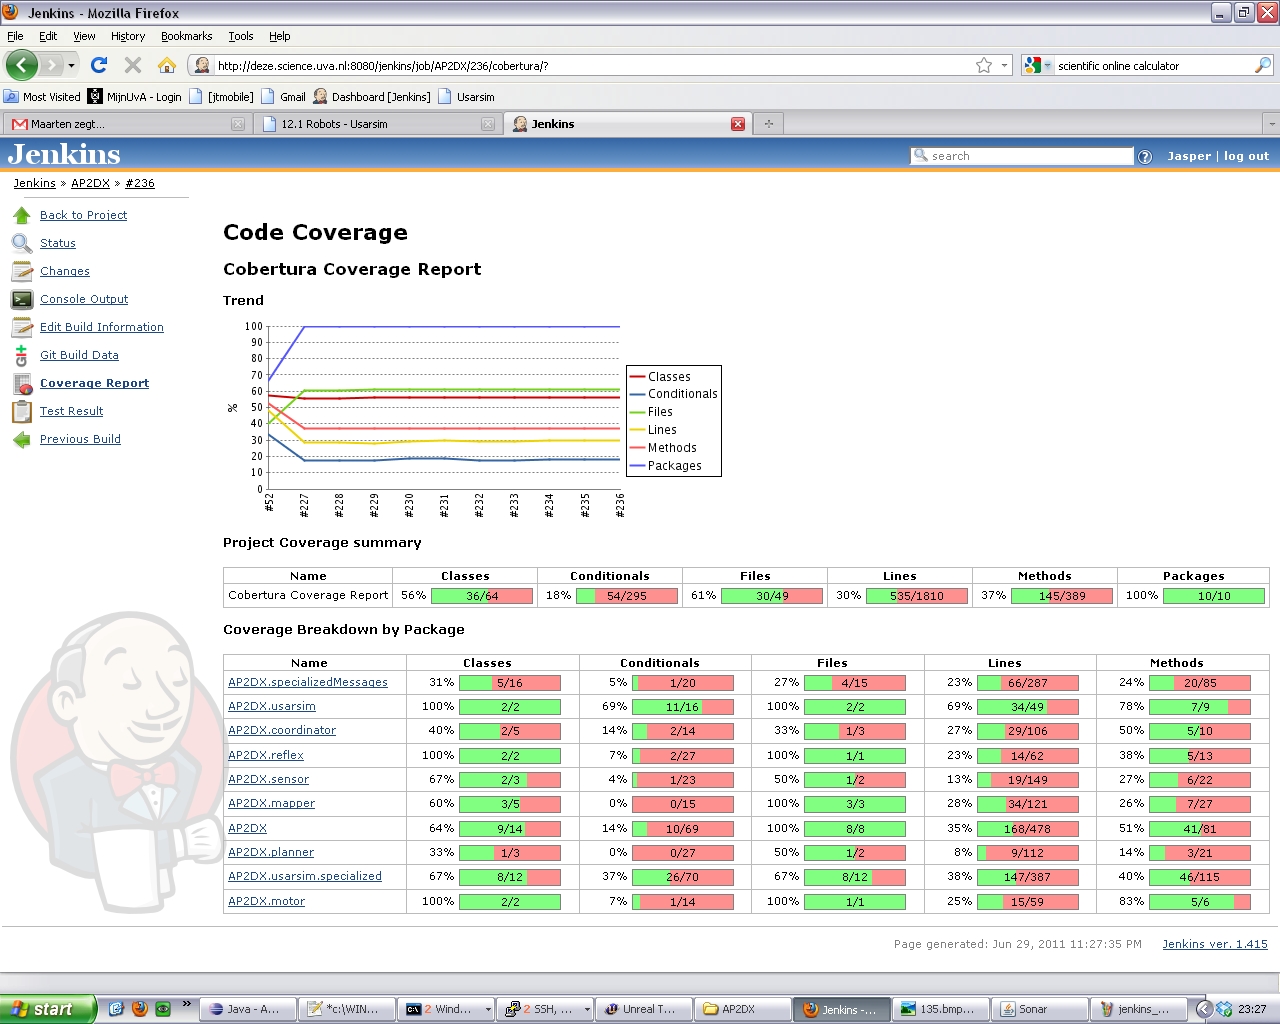 Jenkins - Mozilla Firefox
File Edit View History Bookmarks Tools Help
http://deze.science.uva.nl:8080/jenkins/job/AP2DX/236/cobertura/?
scientific online calculator
Most Visited MijnUvA - Login [jtmobile] Gmail Dashboard [Jenkins] Usarsim
Maarten zegt... 12.1 Robots - Usarsim Jenkins
Jenkins search Jasper | log out
Jenkins » AP2DX » #236
Back to Project
Status
Changes
Console Output
Edit Build Information
Git Build Data
Coverage Report
Test Result
Previous Build
Code Coverage
Cobertura Coverage Report
Trend
100
90
80
70
60
50
40
30
20
10
0
%
#52 #227 #228 #229 #230 #231 #232 #233 #234 #235 #236
Classes
Conditionals
Files
Lines
Methods
Packages
Project Coverage summary
Name Classes Conditionals Files Lines Methods Packages
Cobertura Coverage Report 56% 36/64 18% 54/295 61% 30/49 30% 535/1810 37% 145/389 100% 10/10
Coverage Breakdown by Package
Name Classes Conditionals Files Lines Methods
AP2DX.specializedMessages 31% 5/16 5% 1/20 27% 4/15 23% 66/287 24% 20/85
AP2DX.usarsim 100% 2/2 69% 11/16 100% 2/2 69% 34/49 78% 7/9
AP2DX.coordinator 40% 2/5 14% 2/14 33% 1/3 27% 29/106 50% 5/10
AP2DX.reflex 100% 2/2 7% 2/27 100% 1/1 23% 14/62 38% 5/13
AP2DX.sensor 67% 2/3 4% 1/23 50% 1/2 13% 19/149 27% 6/22
AP2DX.mapper 60% 3/5 0% 0/15 100% 3/3 28% 34/121 26% 7/27
AP2DX 64% 9/14 14% 10/69 100% 8/8 35% 168/478 51% 41/81
AP2DX.planner 33% 1/3 0% 0/27 50% 1/2 8% 9/112 14% 3/21
AP2DX.usarsim.specialized 67% 8/12 37% 26/70 67% 8/12 38% 147/387 40% 46/115
AP2DX.motor 100% 2/2 7% 1/14 100% 1/1 25% 15/59 83% 5/6
Page generated: Jun 29, 2011 11:27:35 PM Jenkins ver. 1.415
start » Java - A... *c:\WIN... 2 Wind... 2 SSH, ... Unreal T... AP2DX Jenkins -... 135.bmp... Sonar jenkins_... 23:27